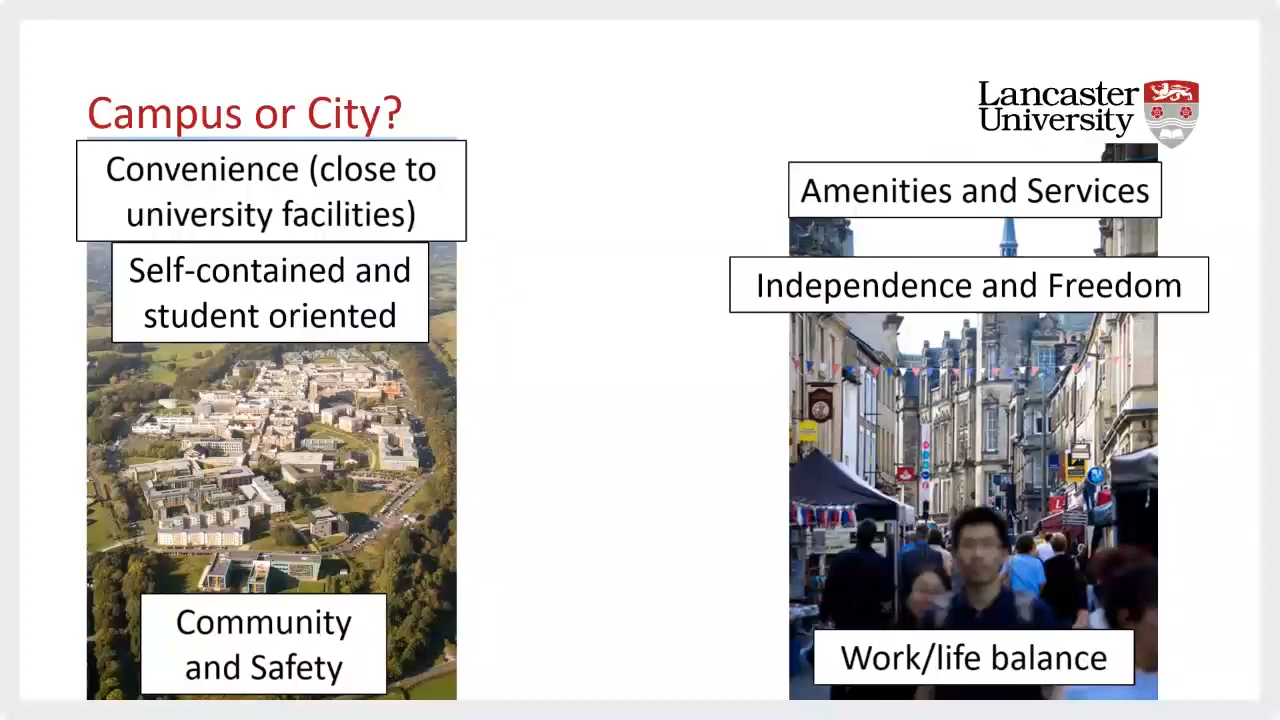 Campus or City?
Lancaster
University
Convenience (close to
university facilities)
Self-contained and
student oriented
Community
and Safety
Amenities and Services
Independence and Freedom
Work/life balance